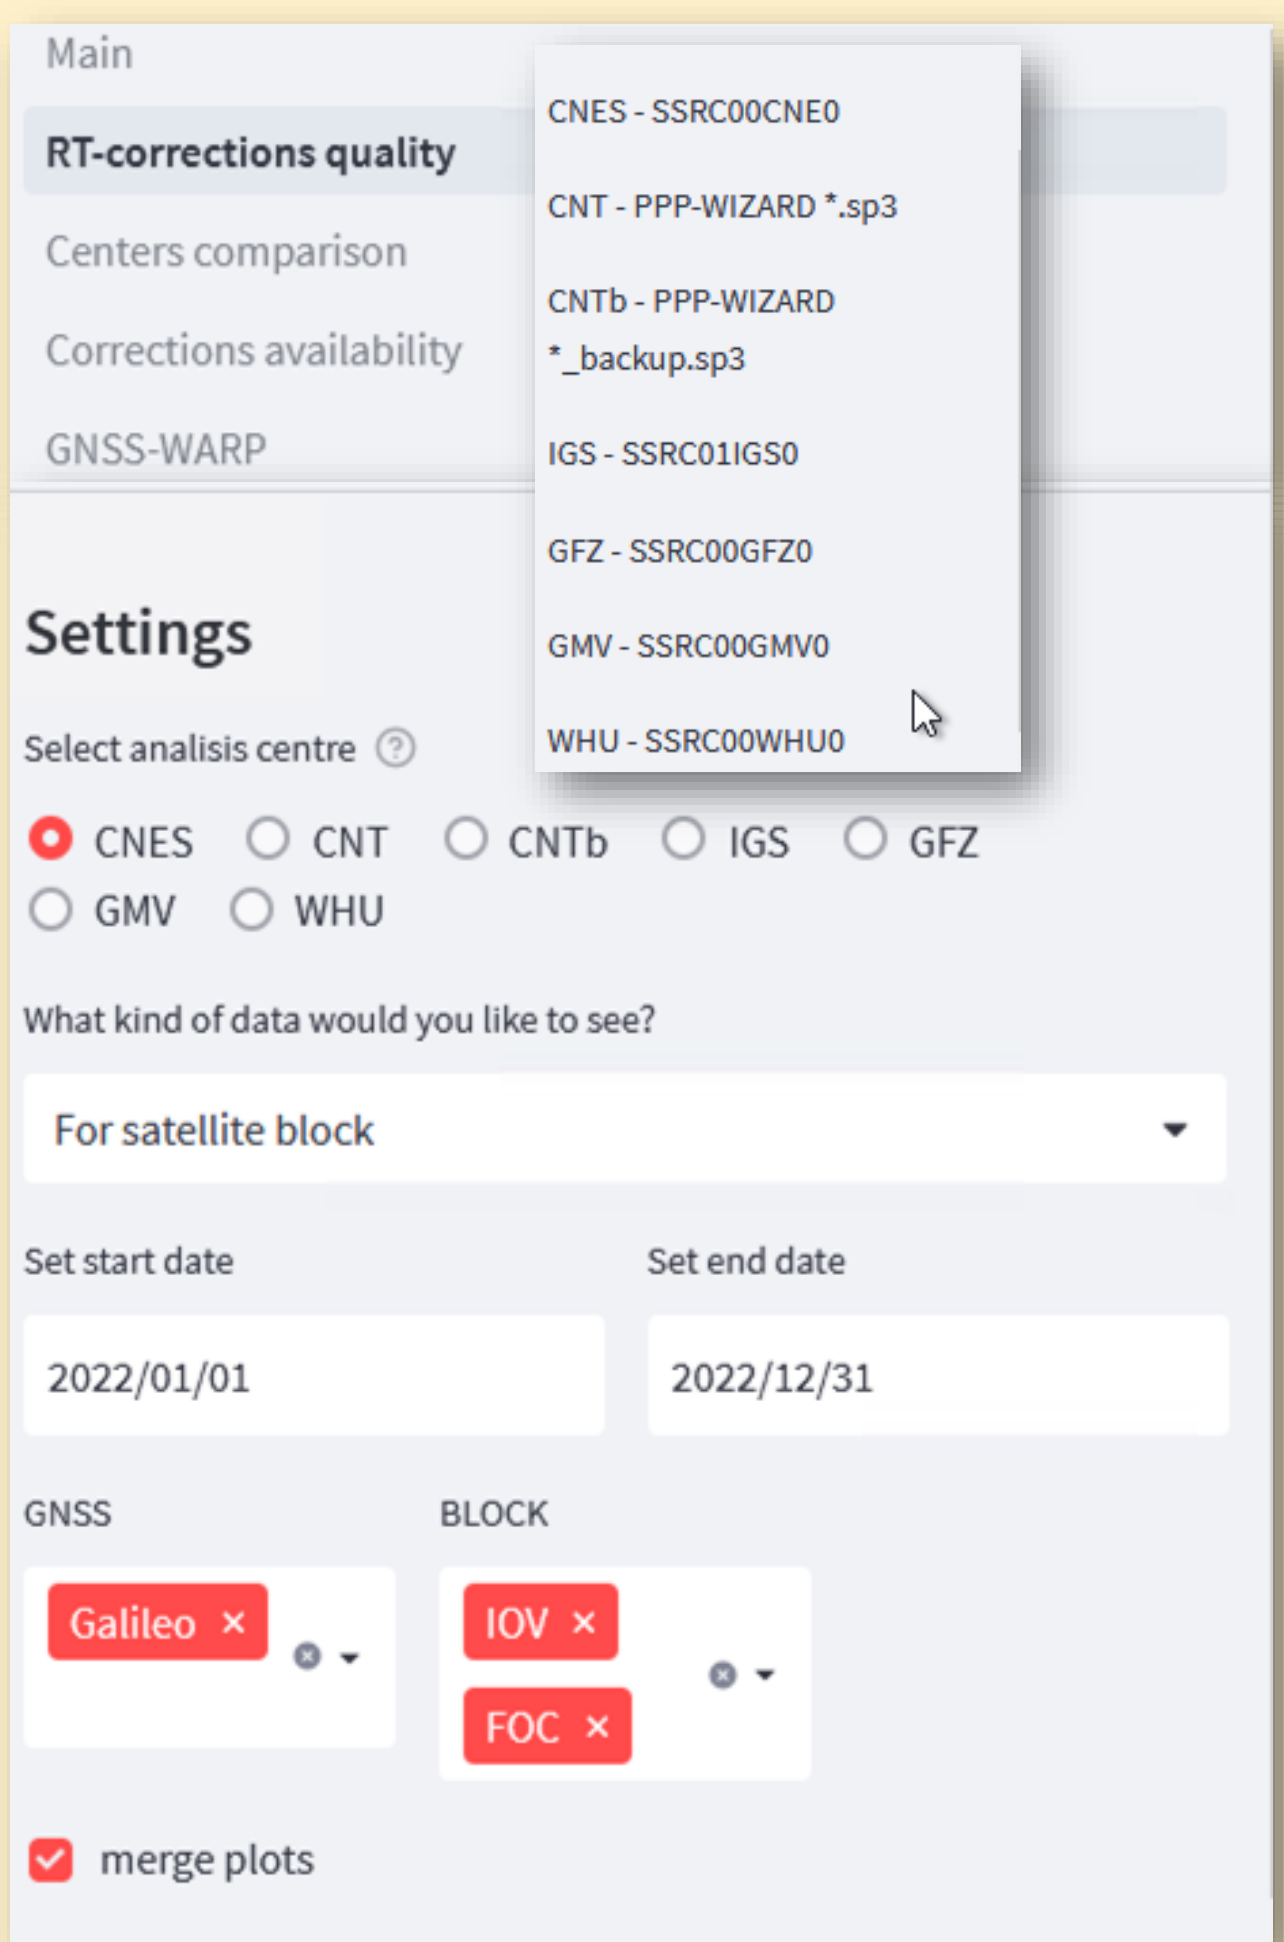 Main
RT-corrections quality
Centers comparison
Corrections availability
GNSS-WARP
CNES - SSRC00CNE0
CNT - PPP-WIZARD *.sp3
CNTb - PPP-WIZARD
*_backup.sp3
IGS - SSRC01IGS0
GFZ - SSRC00GFZ0
GMV - SSRC00GMV0
WHU - SSRC00WHU0
Settings
Select analisis centre ?
CNES CNT CNTb IGS GFZ
GMV WHU
What kind of data would you like to see?
For satellite block
Set start date Set end date
2022/01/01 2022/12/31
GNSS BLOCK
Galileo × IOV ×
FOC ×
merge plots